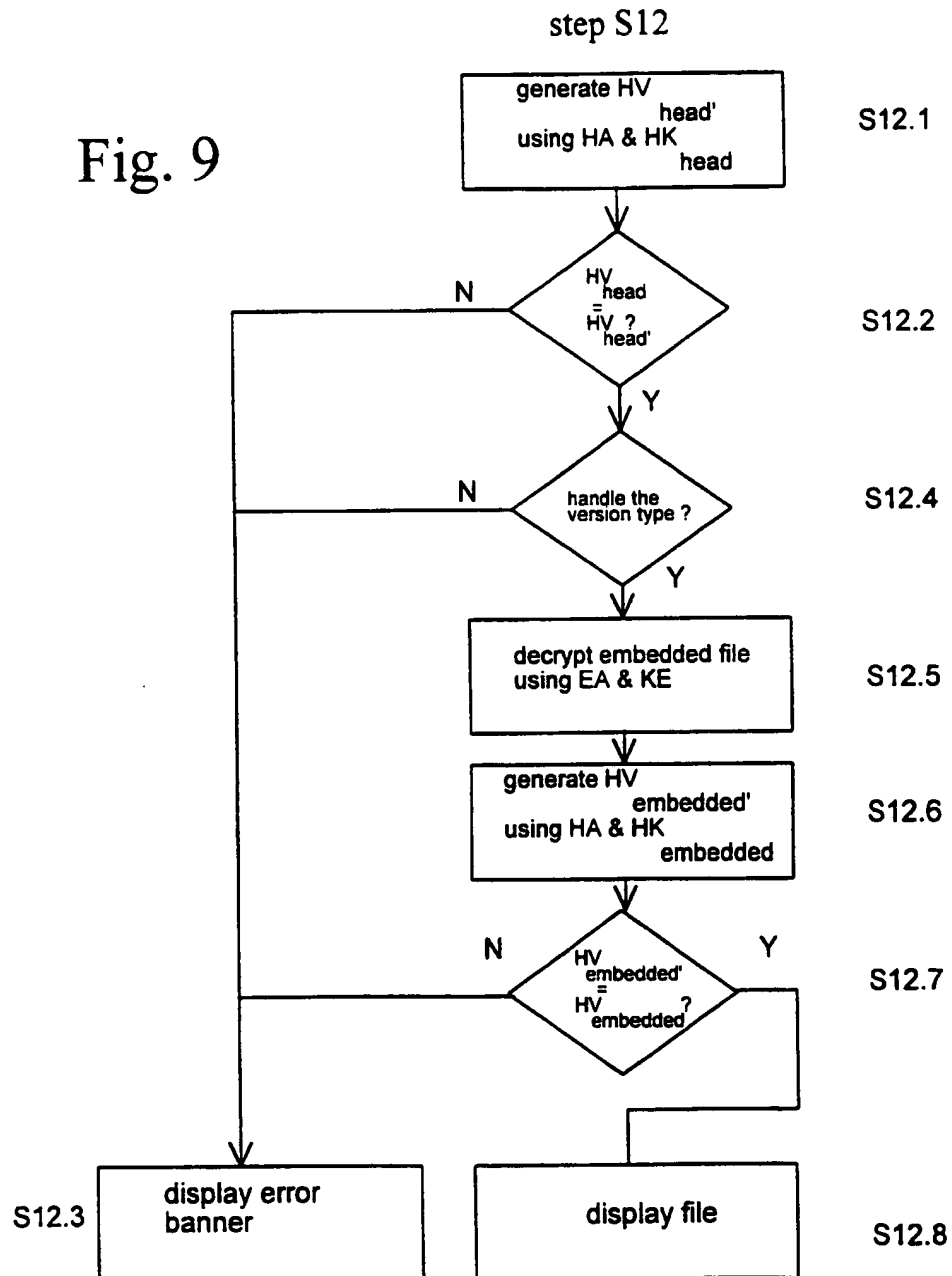 step S12
Fig. 9
generate HV
head'
using HA & HK
head
S12.1
HV
head
=
HV ?
head'
N
Y
S12.2
handle the
version type ?
N
Y
S12.4
decrypt embedded file
using EA & KE
S12.5
generate HV
embedded'
using HA & HK
embedded
S12.6
N
Y
HV
embedded'
=
HV ?
embedded
S12.7
S12.3
display error
banner
display file
S12.8